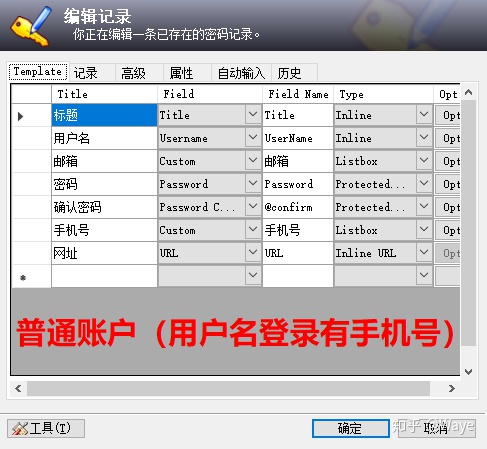 编辑记录
你正在编辑一条已存在的密码记录。
Template 记录 高级 属性 自动输入 历史
Title Field Field Name Type Opt
标题 Title Title Inline Opt
用户名 Username UserName Inline Opt
邮箱 Custom 邮箱 Listbox Opt
密码 Password Password Protected... Opt
确认密码 Password C... @confirm Protected... Opt
手机号 Custom 手机号 Listbox Opt
网址 URL URL Inline URL Opt
普通账户（用户名登录有手机号）
工具(T) 确定 取消
知乎 @Waye